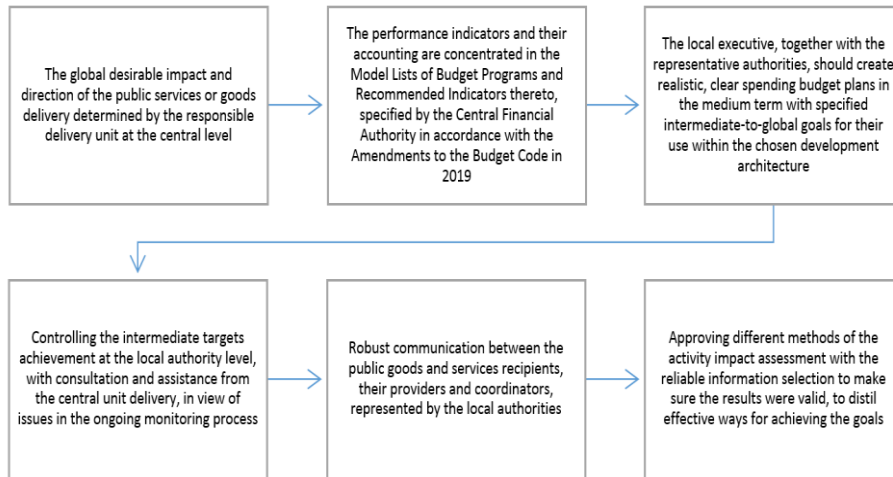 The global desirable impact and
direction of the public services or goods
delivery determined by the responsible
delivery unit at the central level
The performance indicators and their
accounting are concentrated in the
Model Lists of Budget Programs and
Recommended Indicators thereto,
specified by the Central Financial
Authority in accordance with the
Amendments to the Budget Code in
2019
The local executive, together with the
representative authorities, should create
realistic, clear spending budget plans in
the medium term with specified
intermediate-to-global goals for their
use within the chosen development
architecture
Controlling the intermediate targets
achievement at the local authority level,
with consultation and assistance from
the central unit delivery, in view of
issues in the ongoing monitoring process
Robust communication between the
public goods and services recipients,
their providers and coordinators,
represented by the local authorities
Approving different methods of the
activity impact assessment with the
reliable information selection to make
sure the results were valid, to distil
effective ways for achieving the goals